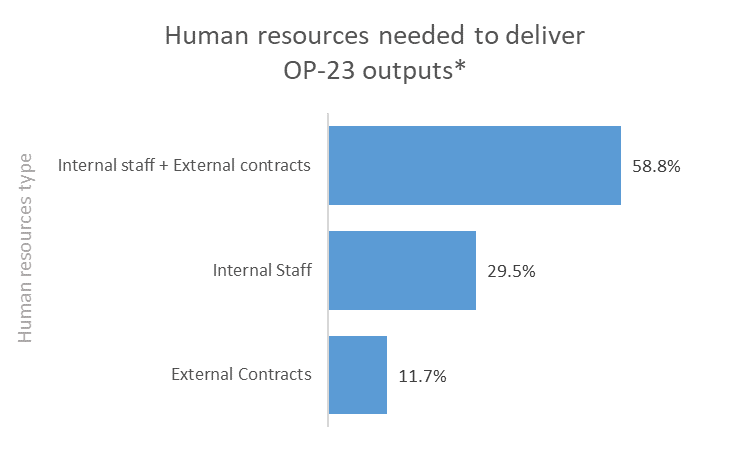 Human resources needed to deliver
OP-23 outputs*
Human resources type
Internal staff + External contracts
58.8%
Internal Staff
29.5%
External Contracts
11.7%